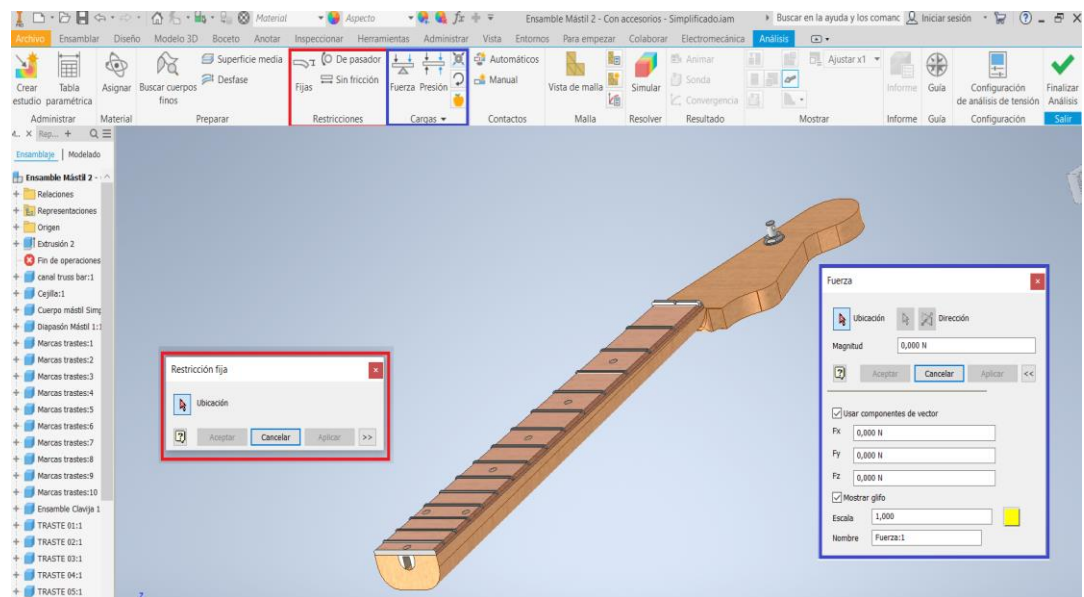 Material
Aspecto
fx
Ensamble Mástil 2 - Con accesorios - Simplificado.iam
Buscar en la ayuda y los comanc
Iniciar sesión
Archivo Ensamblar Diseño Modelo 3D Boceto Anotar Inspeccionar Herramientas Administrar Vista Entornos Para empezar Colaborar Electromecánica Análisis
Crear estudio
Tabla paramétrica
Administrar
Asignar
Material
Buscar cuerpos finos
Superficie media
Desfase
Preparar
Fijas
De pasador
Sin fricción
Restricciones
Fuerza
Presión
Cargas
Automáticos
Manual
Contactos
Vista de malla
Malla
Simular
Resolver
Animar
Sonda
Convergencia
Resultado
Ajustar x1
Mostrar
Informe
Informe
Guía
Guía
Configuración de análisis de tensión
Configuración
Finalizar Análisis
Salir
Ensamblaje | Modelado
Ensamble Mástil 2 -
Relaciones
Representaciones
Origen
Extrusión 2
Fin de operaciones
canal truss bar:1
Cejilla:1
Cuerpo mástil Simp
Diapasón Mástil 1:1
Marcas trastes:1
Marcas trastes:2
Marcas trastes:3
Marcas trastes:4
Marcas trastes:5
Marcas trastes:6
Marcas trastes:7
Marcas trastes:8
Marcas trastes:9
Marcas trastes:10
Ensamble Clavija 1
TRASTE 01:1
TRASTE 02:1
TRASTE 03:1
TRASTE 04:1
TRASTE 05:1
Restricción fija
Ubicación
Aceptar Cancelar Aplicar >>
Fuerza
Ubicación Dirección
Magnitud 0,000 N
Aceptar Cancelar Aplicar <<
Usar componentes de vector
Fx 0,000 N
Fy 0,000 N
Fz 0,000 N
Mostrar glifo
Escala 1,000
Nombre Fuerza:1
z